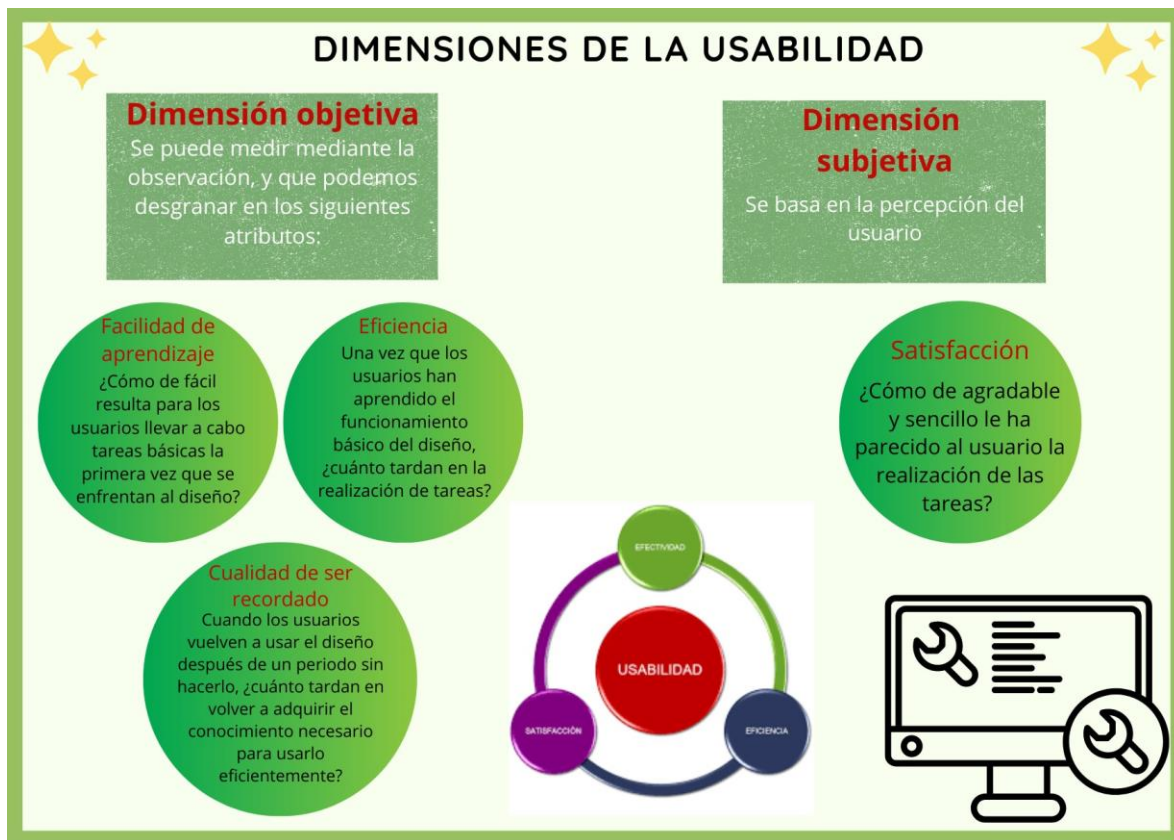 DIMENSIONES DE LA USABILIDAD
Dimensión objetiva
Se puede medir mediante la
observación, y que podemos
desgranar en los siguientes
atributos:
Dimensión
subjetiva
Se basa en la percepción del
usuario
Facilidad de
aprendizaje
¿Cómo de fácil
resulta para los
usuarios llevar a cabo
tareas básicas la
primera vez que se
enfrentan al diseño?
Eficiencia
Una vez que los
usuarios han
aprendido el
funcionamiento
básico del diseño,
¿cuánto tardan en la
realización de tareas?
Satisfacción
¿Cómo de agradable
y sencillo le ha
parecido al usuario la
realización de las
tareas?
Cualidad de ser
recordado
Cuando los usuarios
vuelven a usar el diseño
después de un periodo sin
hacerlo, ¿cuánto tardan en
volver a adquirir el
conocimiento necesario
para usarlo
eficientemente?
EFECTIVIDAD
USABILIDAD
SATISFACCIÓN
EFICIENCIA